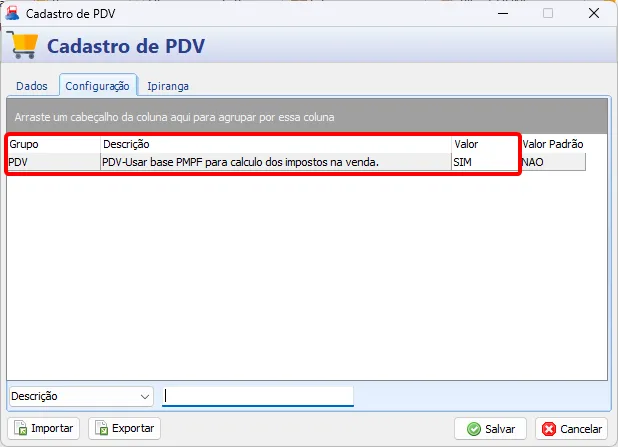 Cadastro de PDV
Cadastro de PDV
Dados Configuração Ipiranga
Arraste um cabeçalho da coluna aqui para agrupar por essa coluna
Grupo Descrição Valor Valor Padrão
PDV PDV-Usar base PMPF para calculo dos impostos na venda. SIM NAO
Descrição
Importar Exportar Salvar Cancelar